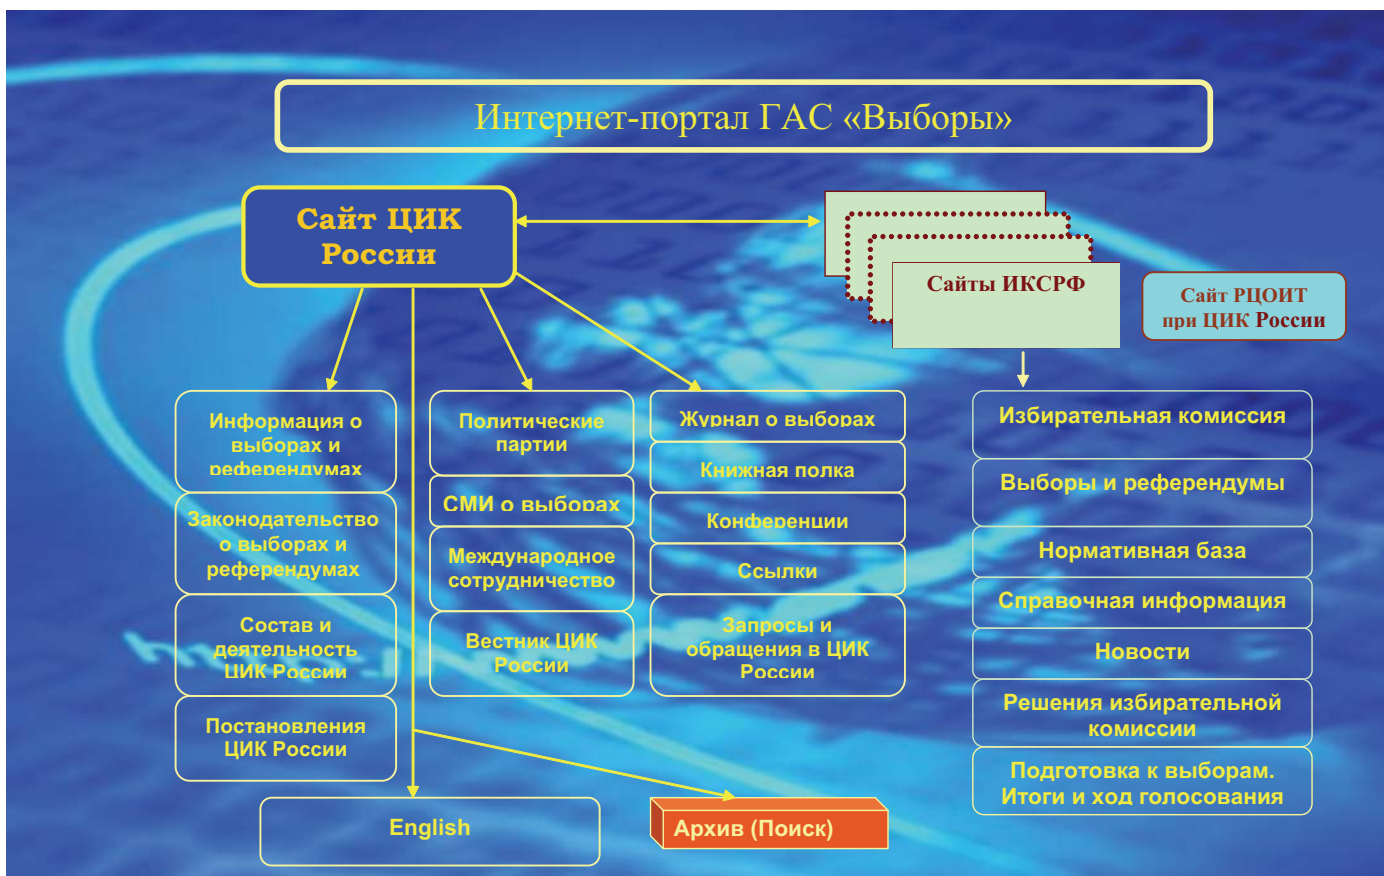 Интернет-портал ГАС «Выборы»
Сайт ЦИК
России
Сайты ИКСРФ
Сайт РЦОИТ
при ЦИК России
Информация о
выборах и
референдумах
Законодательство
о выборах и
референдумах
Состав и
деятельность
ЦИК России
Постановления
ЦИК России
Политические
партии
СМИ о выборах
Международное
сотрудничество
Вестник ЦИК
России
Журнал о выборах
Книжная полка
Конференции
Ссылки
Запросы и
обращения в ЦИК
России
Избирательная комиссия
Выборы и референдумы
Нормативная база
Справочная информация
Новости
Решения избирательной
комиссии
Подготовка к выборам.
Итоги и ход голосования
English
Архив (Поиск)